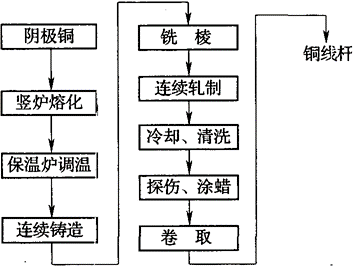 阴极铜
竖炉熔化
保温炉调温
连续铸造
铣 棱
连续轧制
冷却、清洗
探伤、涂蜡
卷 取
铜线杆